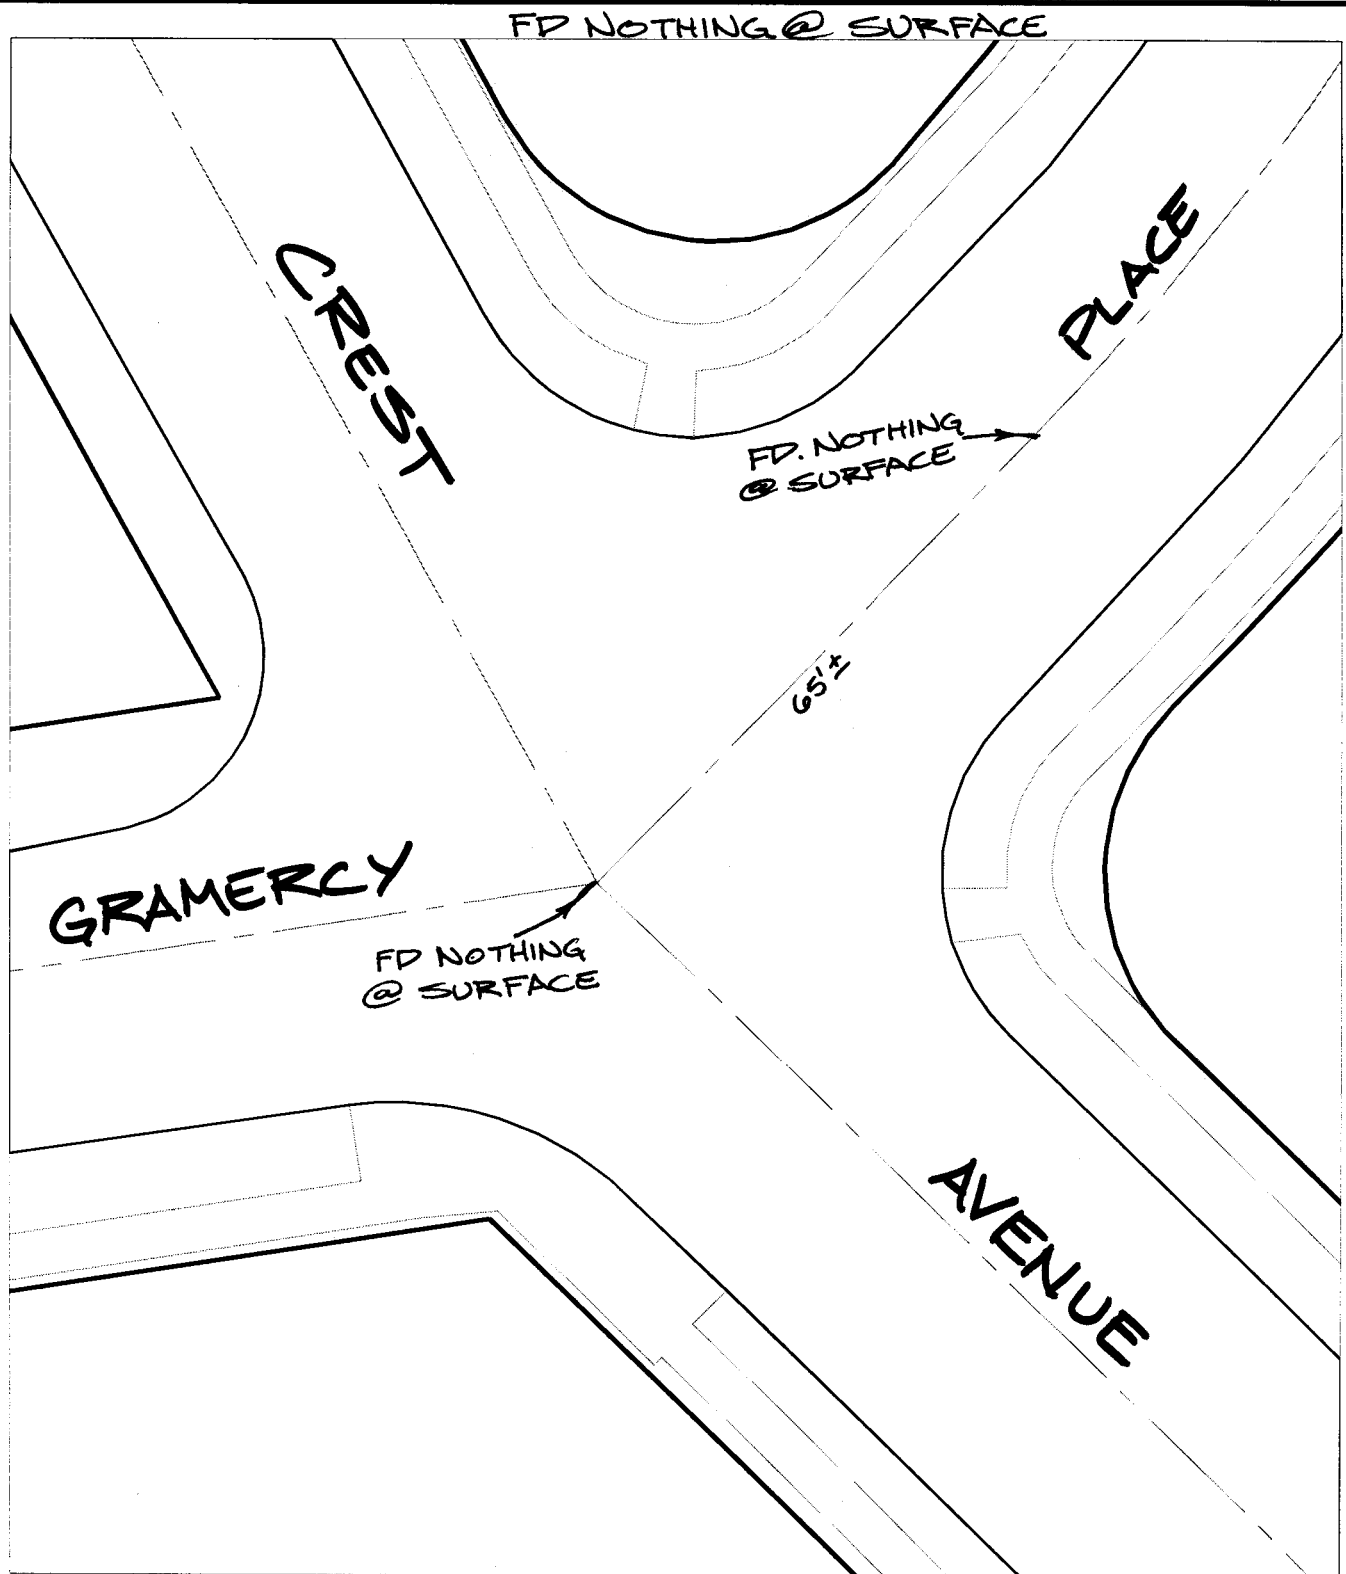 FD NOTHING @ SURFACE
CREST
PLACE
FD. NOTHING
@ SURFACE
65'±
GRAMERCY
FD NOTHING
@ SURFACE
AVENUE